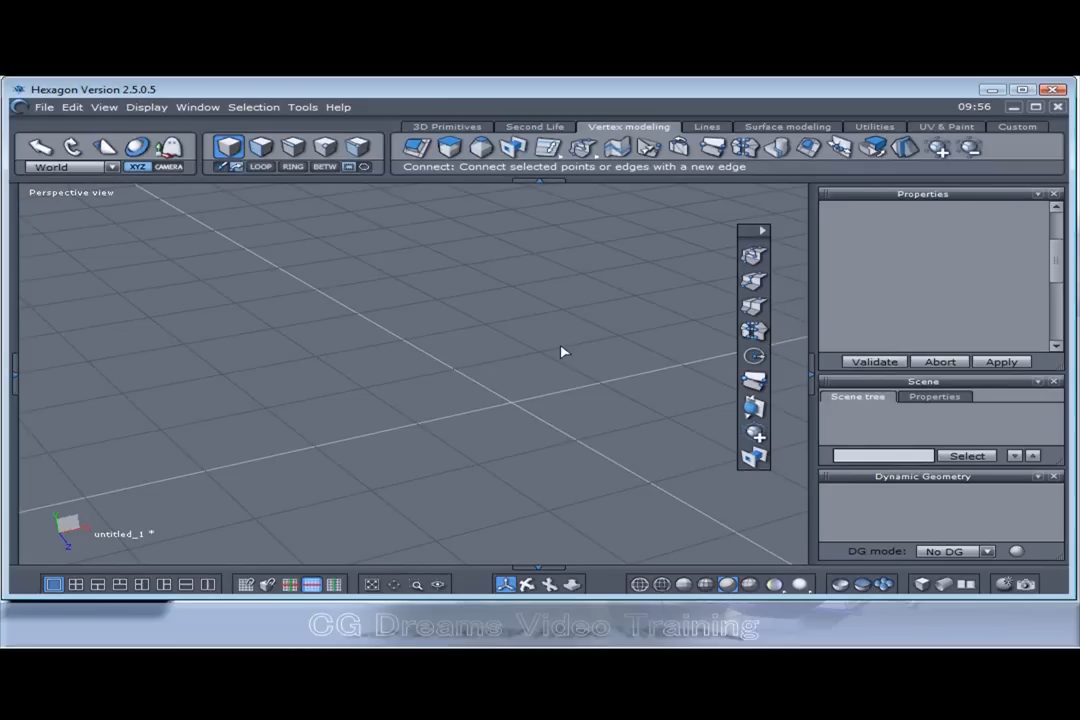 Hexagon Version 2.5.0.5
File Edit View Display Window Selection Tools Help 09:56
3D Primitives Second Life Vertex modeling Lines Surface modeling Utilities UV & Paint Custom
World XYZ CAMERA LOOP RING BETW Connect: Connect selected points or edges with a new edge
Perspective view
Properties
Validate Abort Apply
Scene
Scene tree Properties
Select
Dynamic Geometry
untitled_1 *
DG mode: No DG
CG Dreams Video Training